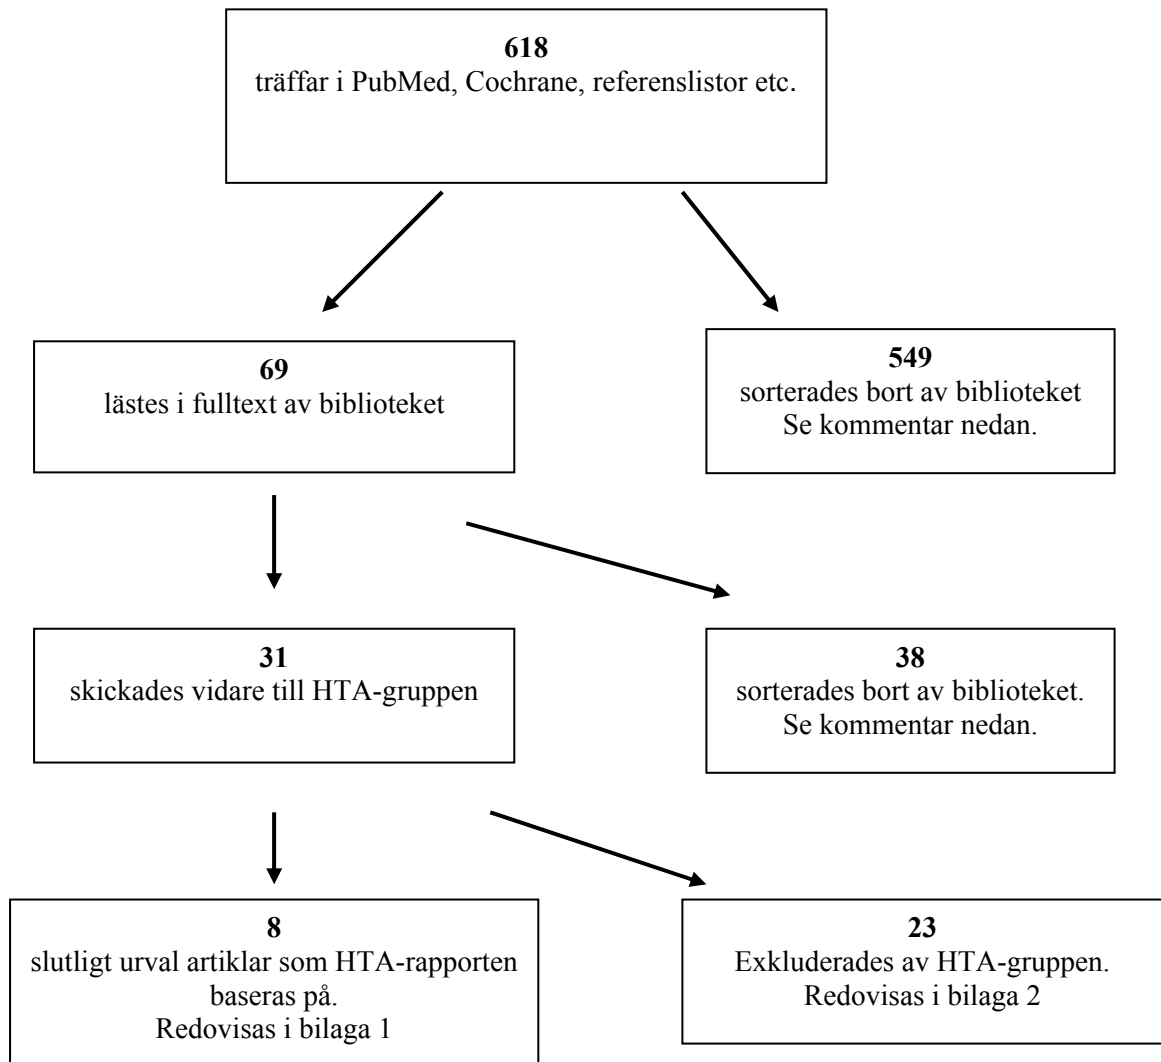 618
träffar i PubMed, Cochrane, referenslistor etc.
69
lästes i fulltext av biblioteket
549
sorterades bort av biblioteket
Se kommentar nedan.
31
skickades vidare till HTA-gruppen
38
sorterades bort av biblioteket.
Se kommentar nedan.
8
slutligt urval artiklar som HTA-rapporten
baseras på.
Redovisas i bilaga 1
23
Exkluderades av HTA-gruppen.
Redovisas i bilaga 2